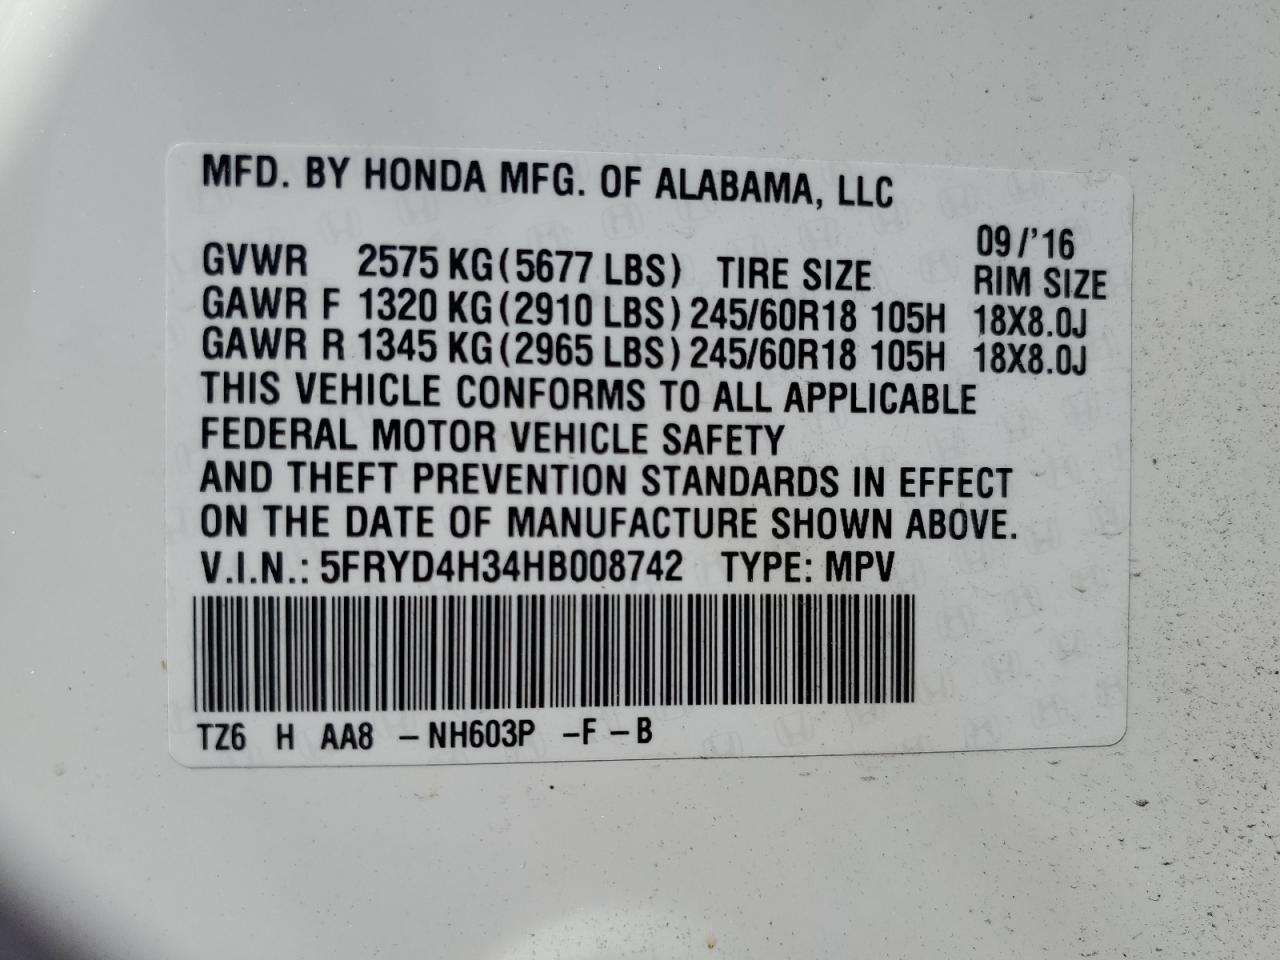 MFD. BY HONDA MFG. OF ALABAMA, LLC
09/'16
GVWR 2575 KG(5677 LBS) TIRE SIZE RIM SIZE
GAWR F 1320 KG(2910 LBS) 245/60R18 105H 18X8.0J
GAWR R 1345 KG(2965 LBS) 245/60R18 105H 18X8.0J
THIS VEHICLE CONFORMS TO ALL APPLICABLE
FEDERAL MOTOR VEHICLE SAFETY
AND THEFT PREVENTION STANDARDS IN EFFECT
ON THE DATE OF MANUFACTURE SHOWN ABOVE.
V.I.N.: 5FRYD4H34HB008742 TYPE: MPV
TZ6 H AA8 -NH603P -F-B